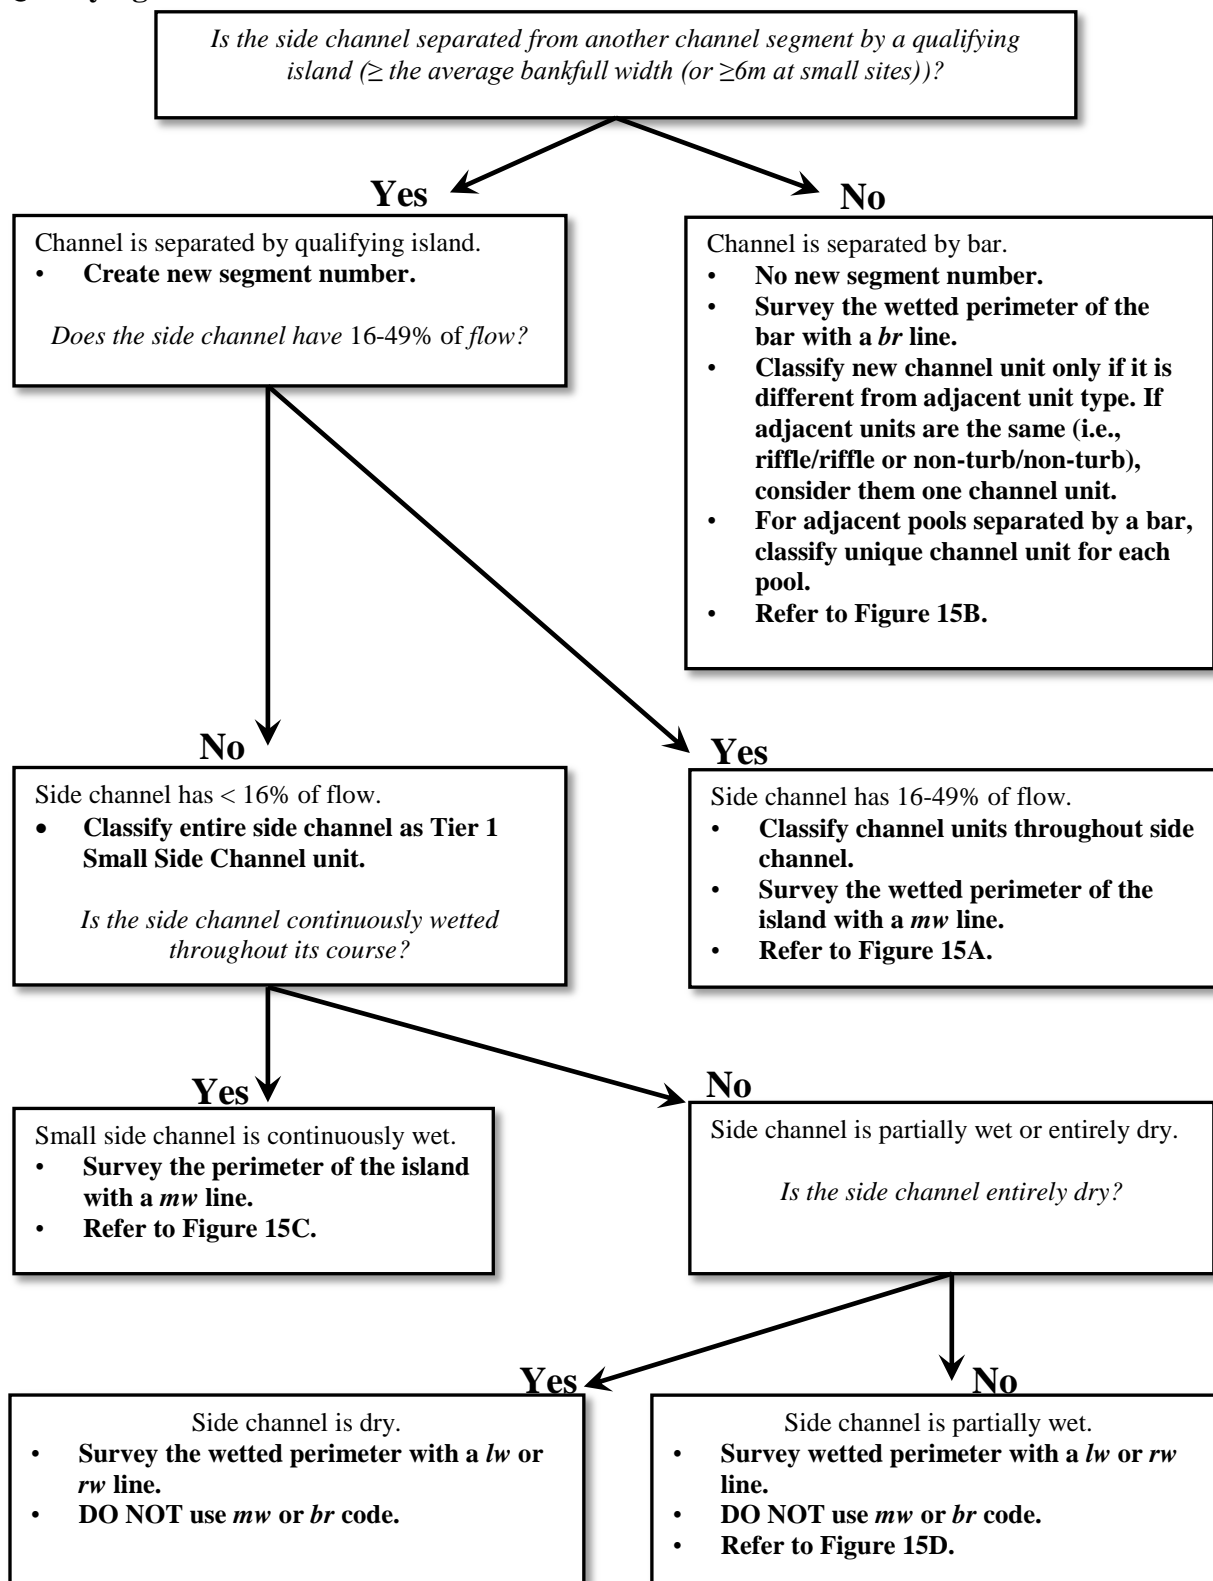 Is the side channel separated from another channel segment by a qualifying
island (≥ the average bankfull width (or ≥6m at small sites))?
Yes
No
Channel is separated by qualifying island.
• Create new segment number.
Does the side channel have 16-49% of flow?
Channel is separated by bar.
• No new segment number.
• Survey the wetted perimeter of the
bar with a br line.
• Classify new channel unit only if it is
different from adjacent unit type. If
adjacent units are the same (i.e.,
riffle/riffle or non-turb/non-turb),
consider them one channel unit.
• For adjacent pools separated by a bar,
classify unique channel unit for each
pool.
• Refer to Figure 15B.
No
Yes
Side channel has < 16% of flow.
• Classify entire side channel as Tier 1
Small Side Channel unit.
Is the side channel continuously wetted
throughout its course?
Side channel has 16-49% of flow.
• Classify channel units throughout side
channel.
• Survey the wetted perimeter of the
island with a mw line.
• Refer to Figure 15A.
Yes
No
Small side channel is continuously wet.
• Survey the perimeter of the island
with a mw line.
• Refer to Figure 15C.
Side channel is partially wet or entirely dry.
Is the side channel entirely dry?
Yes
No
Side channel is dry.
• Survey the wetted perimeter with a lw or
rw line.
• DO NOT use mw or br code.
Side channel is partially wet.
• Survey wetted perimeter with a lw or rw
line.
• DO NOT use mw or br code.
• Refer to Figure 15D.